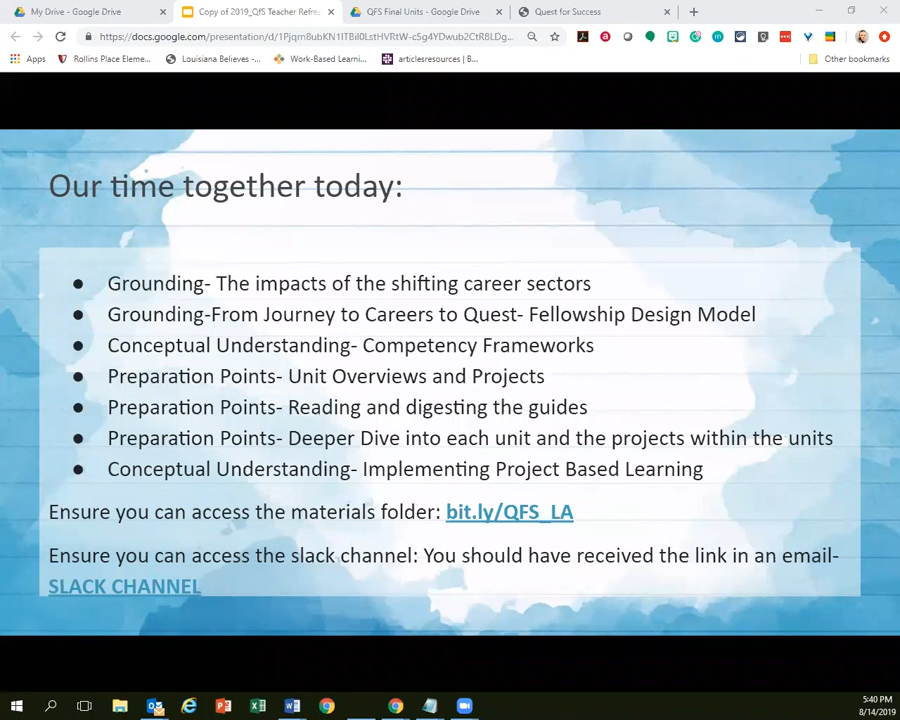 My Drive - Google Drive
Copy of 2019_QfS Teacher Refre
QFS Final Units - Google Drive
Quest for Success
https://docs.google.com/presentation/d/1Pjqrn8ubKN1ITBil0LstHVRtW-c5g4YDwub2CtR8LDg...
Apps
Rollins Place Eleme...
Louisiana Believes -...
Work-Based Learni...
articlesresources | B...
Other bookmarks
Our time together today:
● Grounding- The impacts of the shifting career sectors
● Grounding-From Journey to Careers to Quest- Fellowship Design Model
● Conceptual Understanding- Competency Frameworks
● Preparation Points- Unit Overviews and Projects
● Preparation Points- Reading and digesting the guides
● Preparation Points- Deeper Dive into each unit and the projects within the units
● Conceptual Understanding- Implementing Project Based Learning
Ensure you can access the materials folder: bit.ly/QFS_LA
Ensure you can access the slack channel: You should have received the link in an email-
SLACK CHANNEL
5:40 PM
8/14/2019